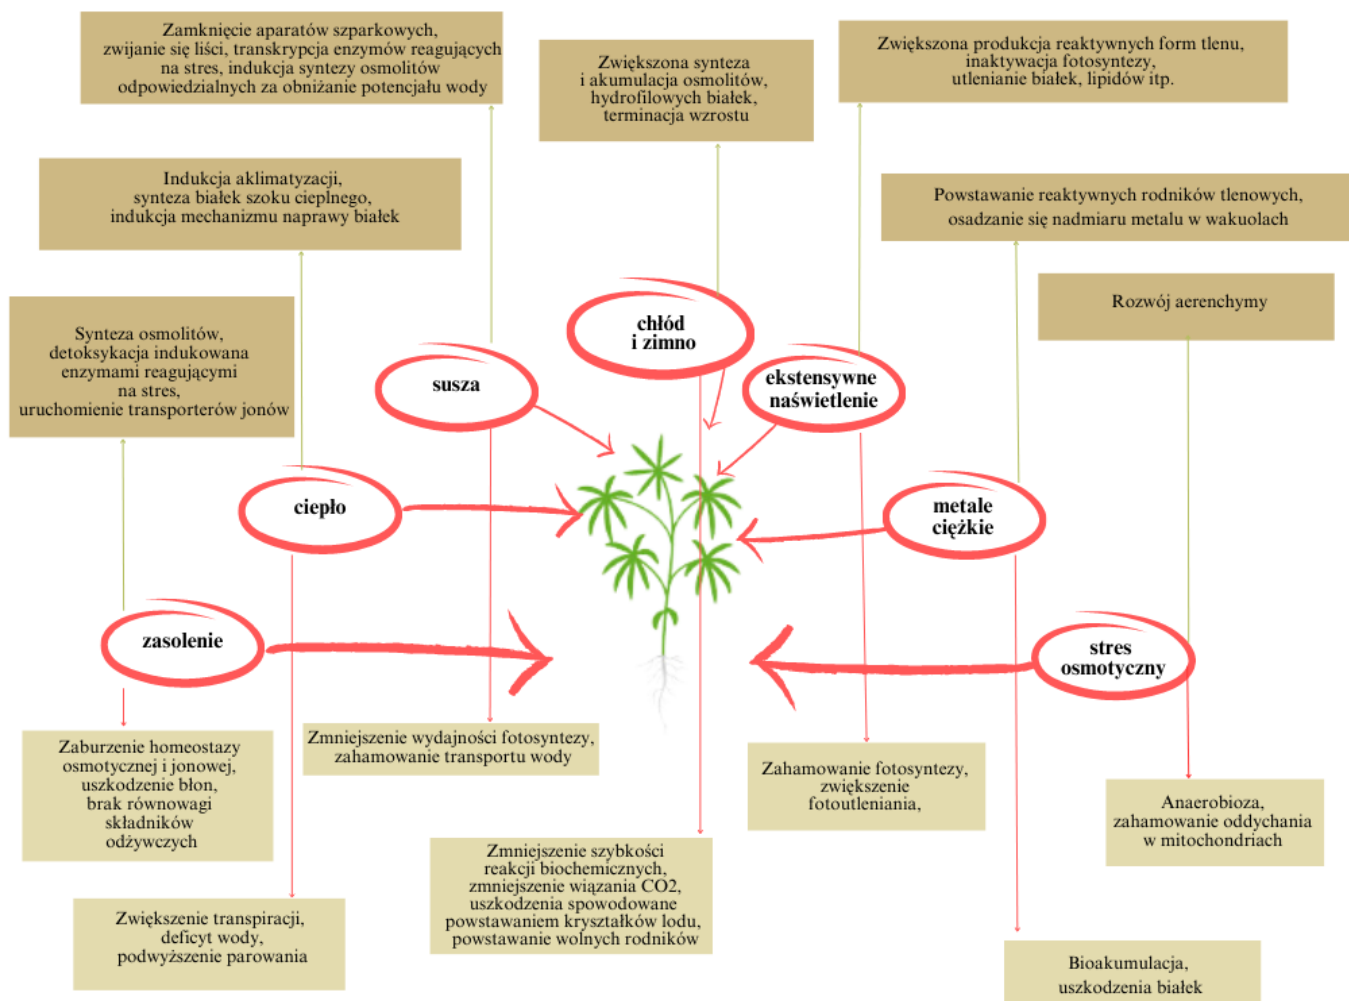 Zamknięcie aparatów szparkowych,
zwijanie się liści, transkrypcja enzymów reagujących
na stres, indukcja syntezy osmolitów
odpowiedzialnych za obniżanie potencjału wody
Zwiększona synteza
i akumulacja osmolitów,
hydrofilowych białek,
terminacja wzrostu
Zwiększona produkcja reaktywnych form tlenu,
inaktywacja fotosyntezy,
utlenianie białek, lipidów itp.
Indukcja aklimatyzacji,
synteza białek szoku cieplnego,
indukcja mechanizmu naprawy białek
Powstawanie reaktywnych rodników tlenowych,
osadzanie się nadmiaru metalu w wakuolach
Synteza osmolitów,
detoksykacja indukowana
enzymami reagującymi
na stres,
uruchomienie transporterów jonów
Rozwój aerenchymy
chłód
i zimno
susza
ekstensywne
naświetlenie
ciepło
metale
ciężkie
zasolenie
stres
osmotyczny
Zaburzenie homeostazy
osmotycznej i jonowej,
uszkodzenie błon,
brak równowagi
składników
odżywczych
Zmniejszenie wydajności fotosyntezy,
zahamowanie transportu wody
Zahamowanie fotosyntezy,
zwiększenie
fotoutleniania,
Anaerobioza,
zahamowanie oddychania
w mitochondriach
Zmniejszenie szybkości
reakcji biochemicznych,
zmniejszenie wiązania CO2,
uszkodzenia spowodowane
powstawaniem kryształków lodu,
powstawanie wolnych rodników
Zwiększenie transpiracji,
deficyt wody,
podwyższenie parowania
Bioakumulacja,
uszkodzenia białek